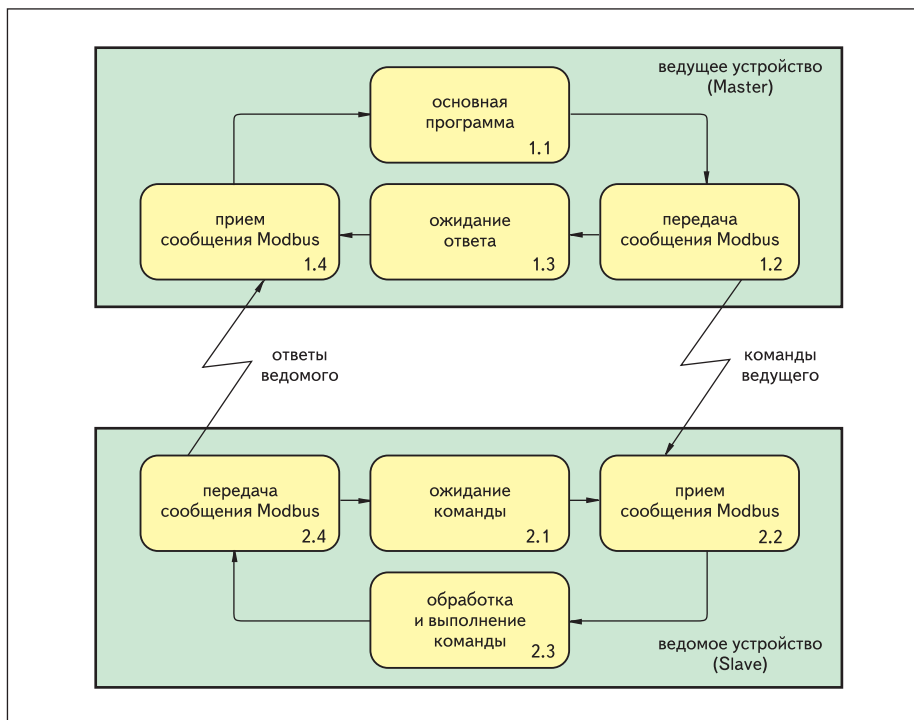 ведущее устройство
(Master)
основная
программа
1.1
прием
сообщения Modbus
1.4
ожидание
ответа
1.3
передача
сообщения Modbus
1.2
ответы
ведомого
команды
ведущего
передача
сообщения Modbus
2.4
ожидание
команды
2.1
прием
сообщения Modbus
2.2
обработка
и выполнение
команды
2.3
ведомое устройство
(Slave)